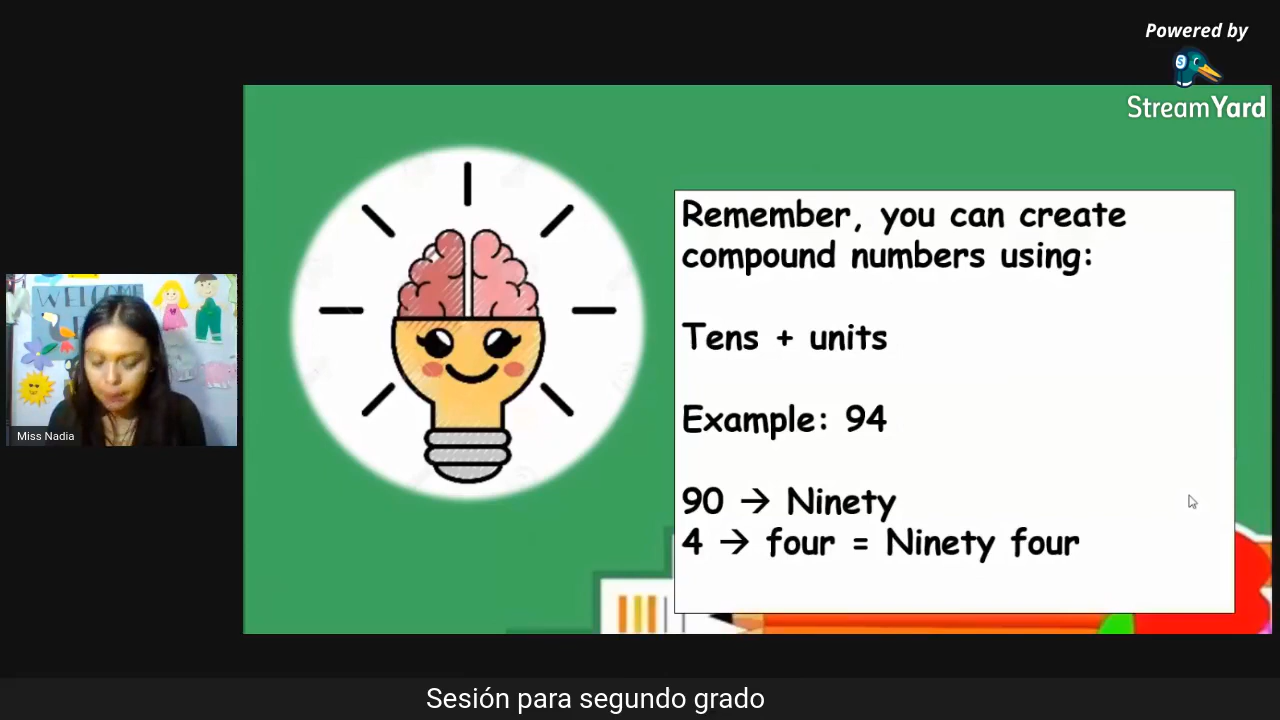 Powered by
StreamYard
WELCOME
Miss Nadia
Remember, you can create
compound numbers using:
Tens + units
Example: 94
90 → Ninety
4 → four = Ninety four
Sesión para segundo grado